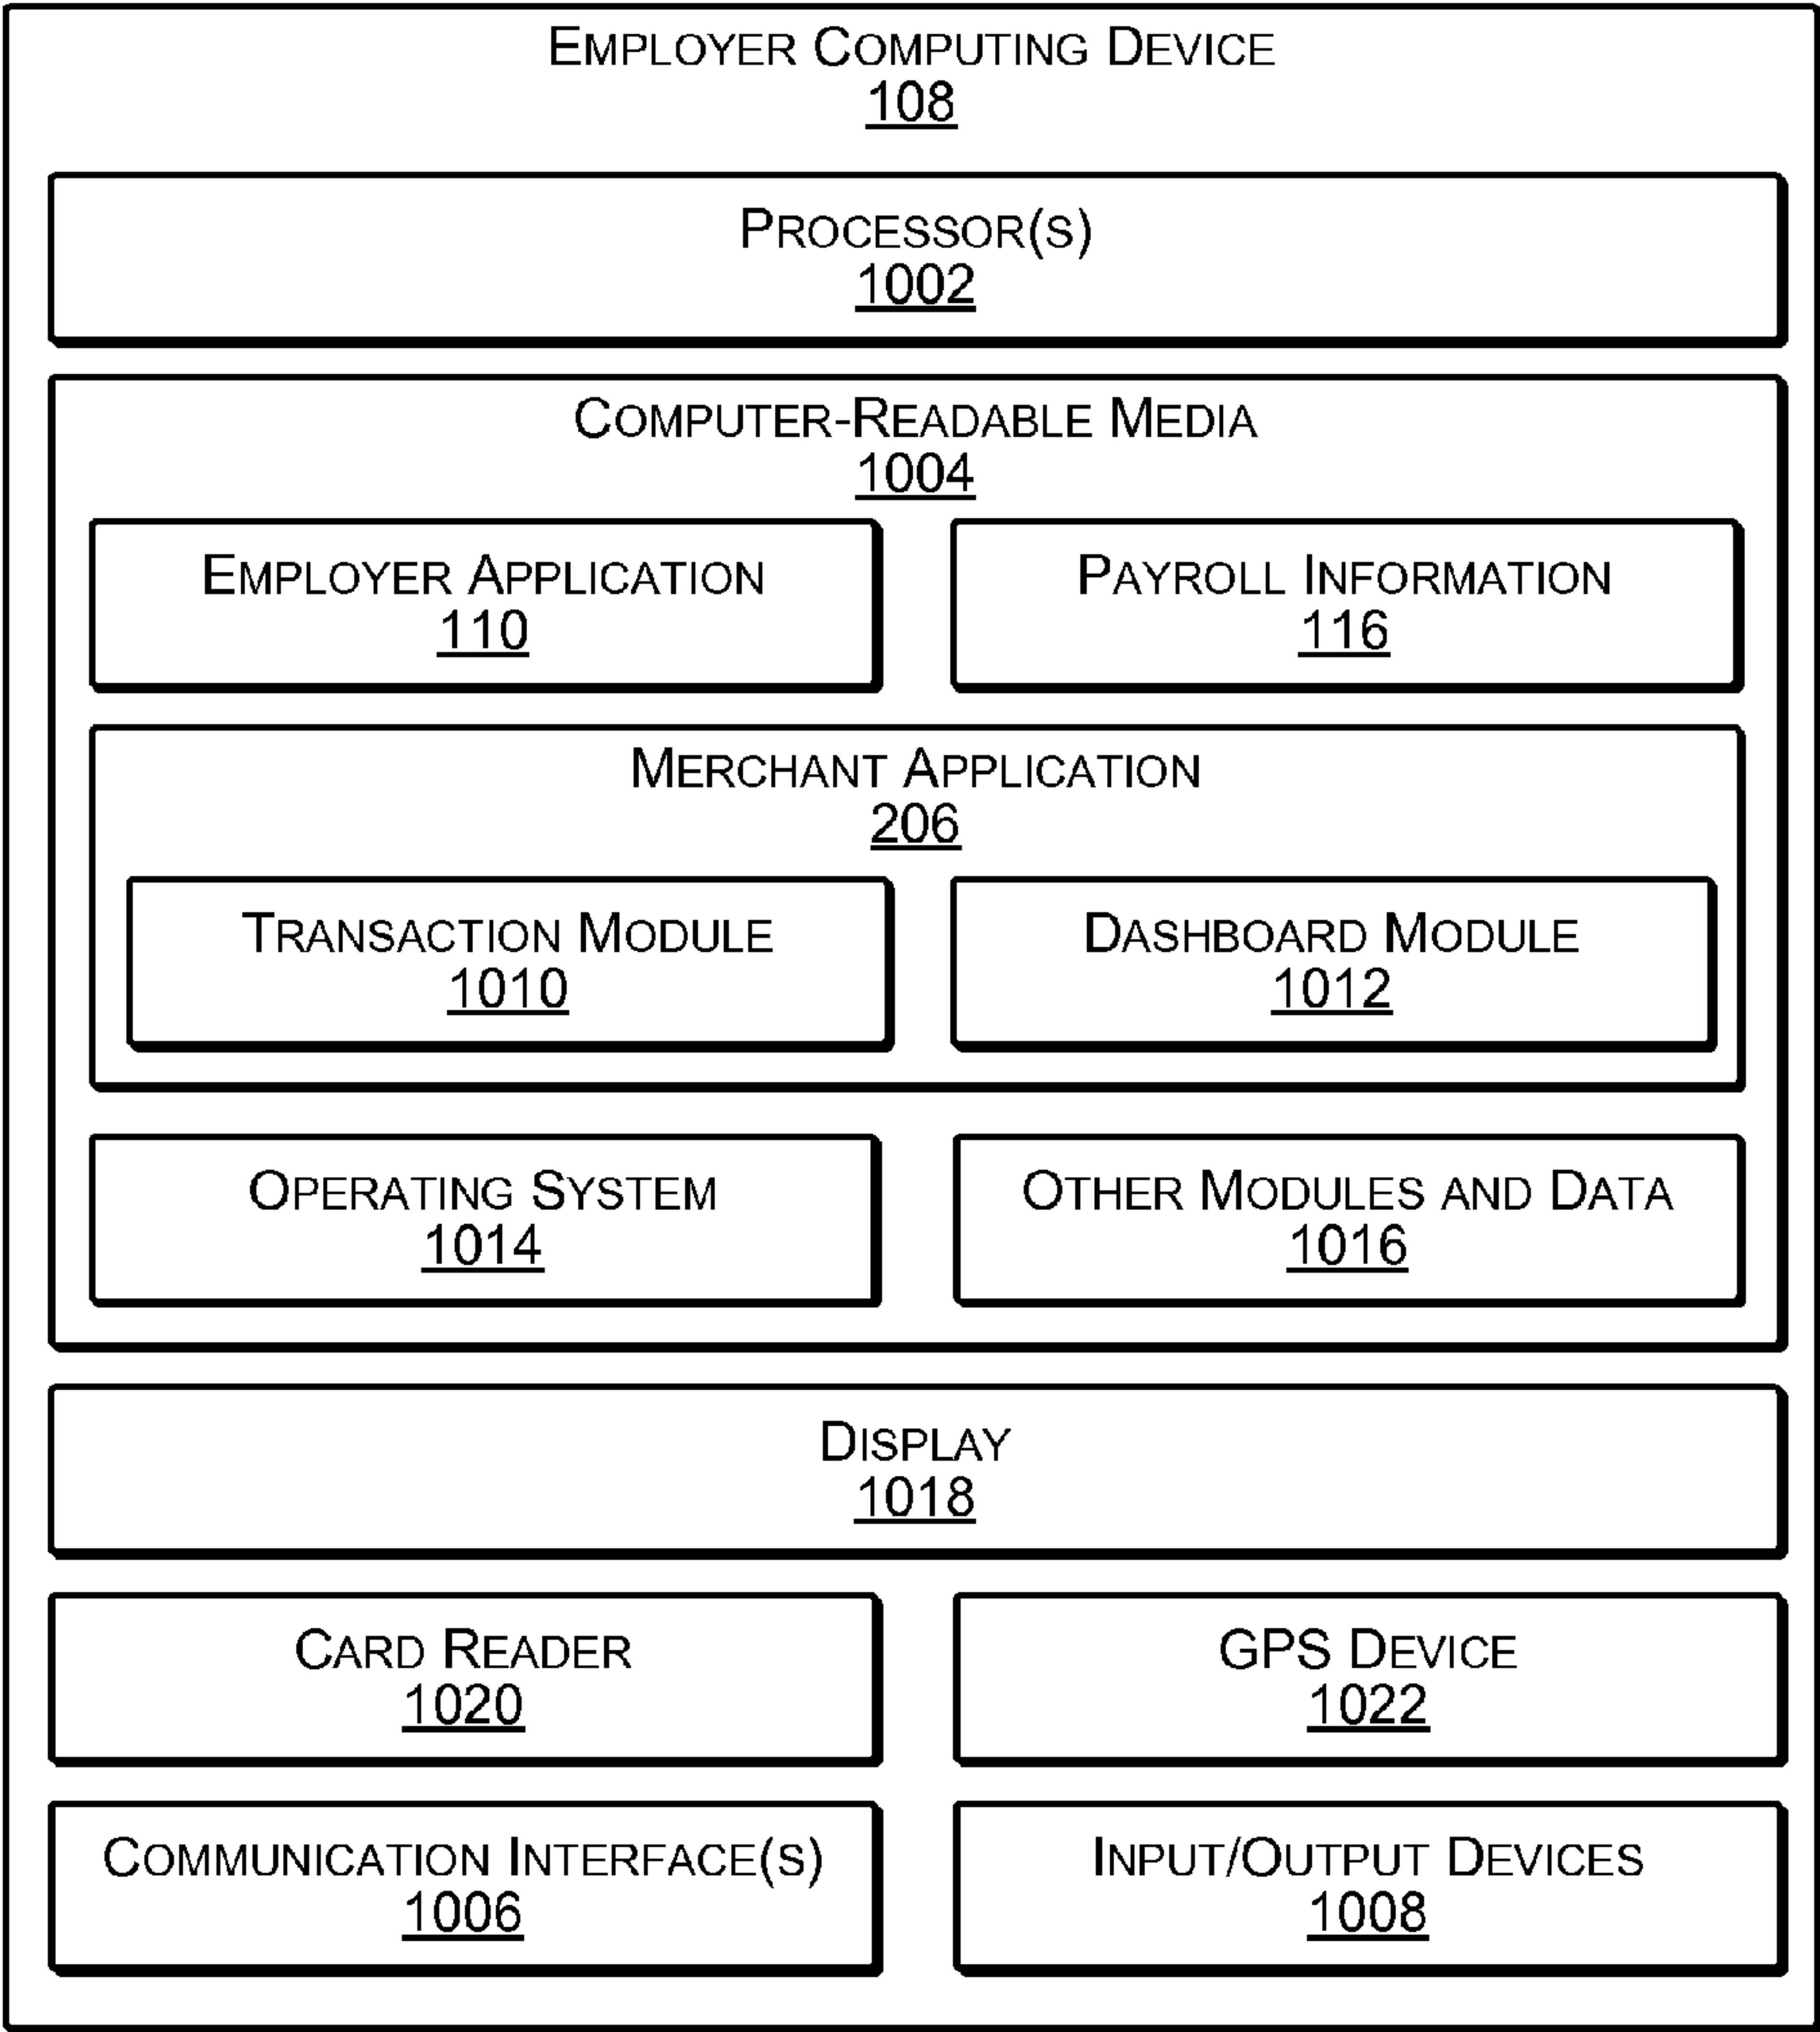 EMPLOYER COMPUTING DEVICE
108
PROCESSOR(S)
1002
COMPUTER-READABLE MEDIA
1004
EMPLOYER APPLICATION
110
PAYROLL INFORMATION
116
MERCHANT APPLICATION
206
TRANSACTION MODULE
1010
DASHBOARD MODULE
1012
OPERATING SYSTEM
1014
OTHER MODULES AND DATA
1016
DISPLAY
1018
CARD READER
1020
GPS DEVICE
1022
COMMUNICATION INTERFACE(S)
1006
INPUT/OUTPUT DEVICES
1008